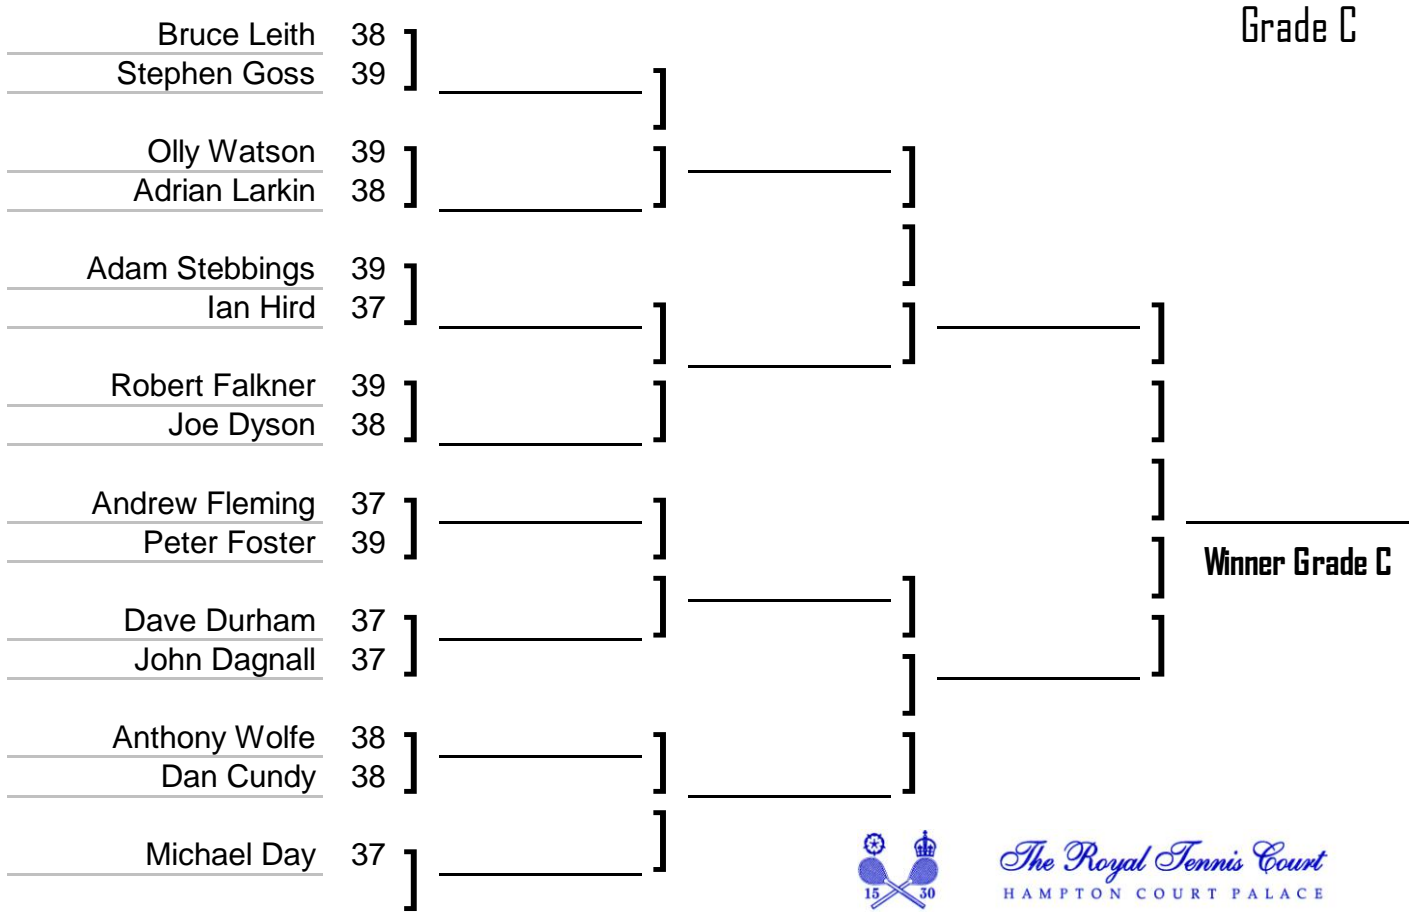 Grade C
Bruce Leith 38
Stephen Goss 39
Olly Watson 39
Adrian Larkin 38
Adam Stebbings 39
Ian Hird 37
Robert Falkner 39
Joe Dyson 38
Andrew Fleming 37
Peter Foster 39
Winner Grade C
Dave Durham 37
John Dagnall 37
Anthony Wolfe 38
Dan Cundy 38
Michael Day 37
15 30
The Royal Tennis Court
HAMPTON COURT PALACE